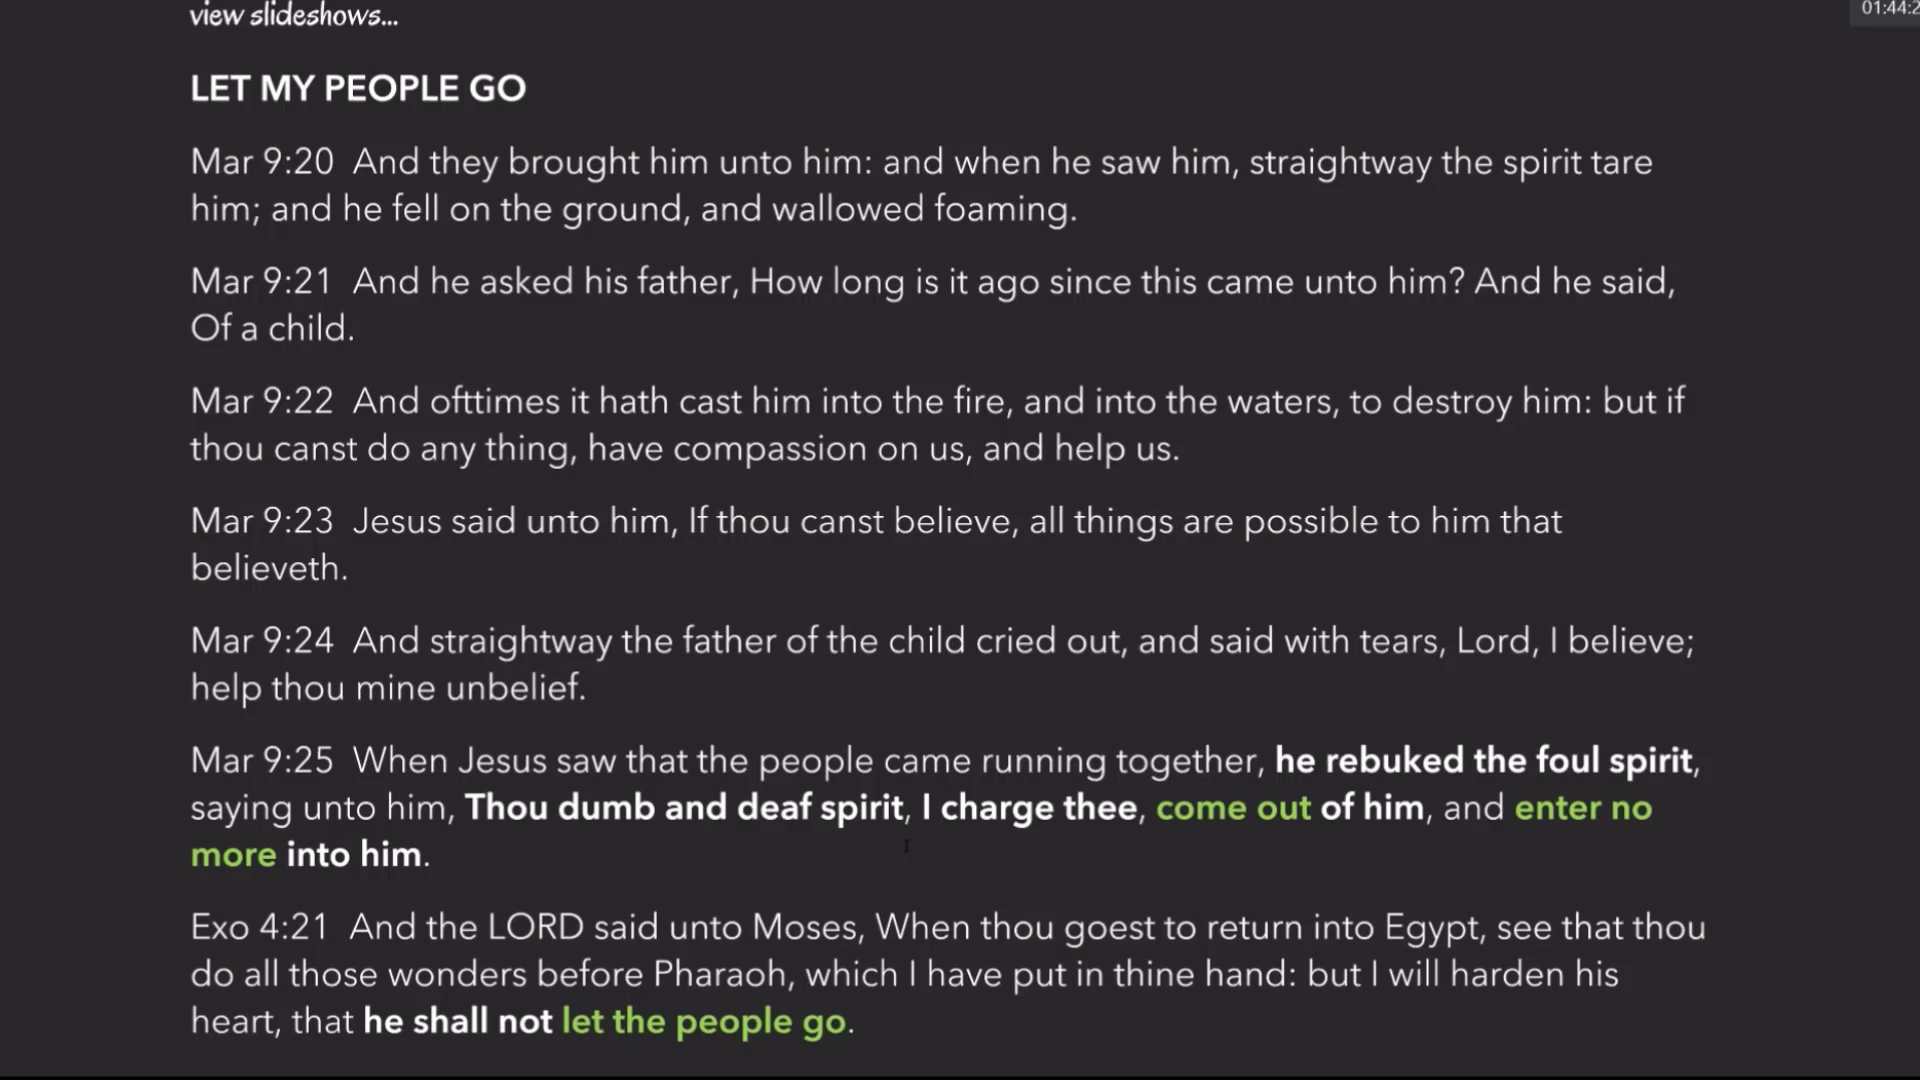 view slideshows...
01:44:2
LET MY PEOPLE GO
Mar 9:20 And they brought him unto him: and when he saw him, straightway the spirit tare
him; and he fell on the ground, and wallowed foaming.
Mar 9:21 And he asked his father, How long is it ago since this came unto him? And he said,
Of a child.
Mar 9:22 And ofttimes it hath cast him into the fire, and into the waters, to destroy him: but if
thou canst do any thing, have compassion on us, and help us.
Mar 9:23 Jesus said unto him, If thou canst believe, all things are possible to him that
believeth.
Mar 9:24 And straightway the father of the child cried out, and said with tears, Lord, I believe;
help thou mine unbelief.
Mar 9:25 When Jesus saw that the people came running together, he rebuked the foul spirit,
saying unto him, Thou dumb and deaf spirit, I charge thee, come out of him, and enter no
more into him.
Exo 4:21 And the LORD said unto Moses, When thou goest to return into Egypt, see that thou
do all those wonders before Pharaoh, which I have put in thine hand: but I will harden his
heart, that he shall not let the people go.